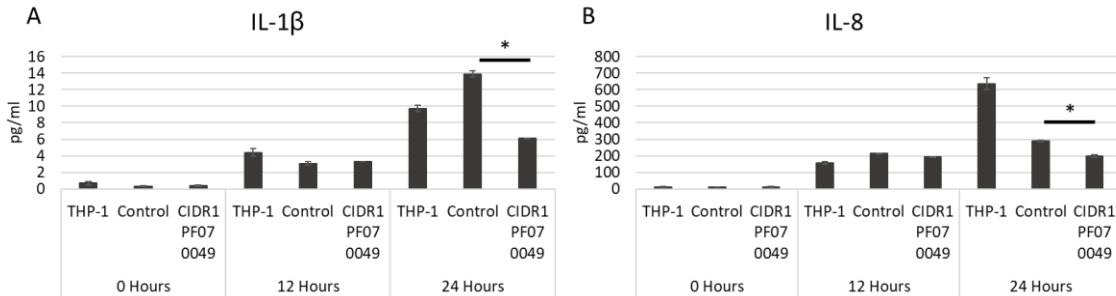 A
IL-1β
*
16
14
12
10
8
6
4
2
0
pg/ml
THP-1 Control CIDR1 THP-1 Control CIDR1 THP-1 Control CIDR1
PF07 PF07 PF07
0049 0049 0049
0 Hours 12 Hours 24 Hours
B
IL-8
*
800
700
600
500
400
300
200
100
0
pg/ml
THP-1 Control CIDR1 THP-1 Control CIDR1 THP-1 Control CIDR1
PF07 PF07 PF07
0049 0049 0049
0 Hours 12 Hours 24 Hours